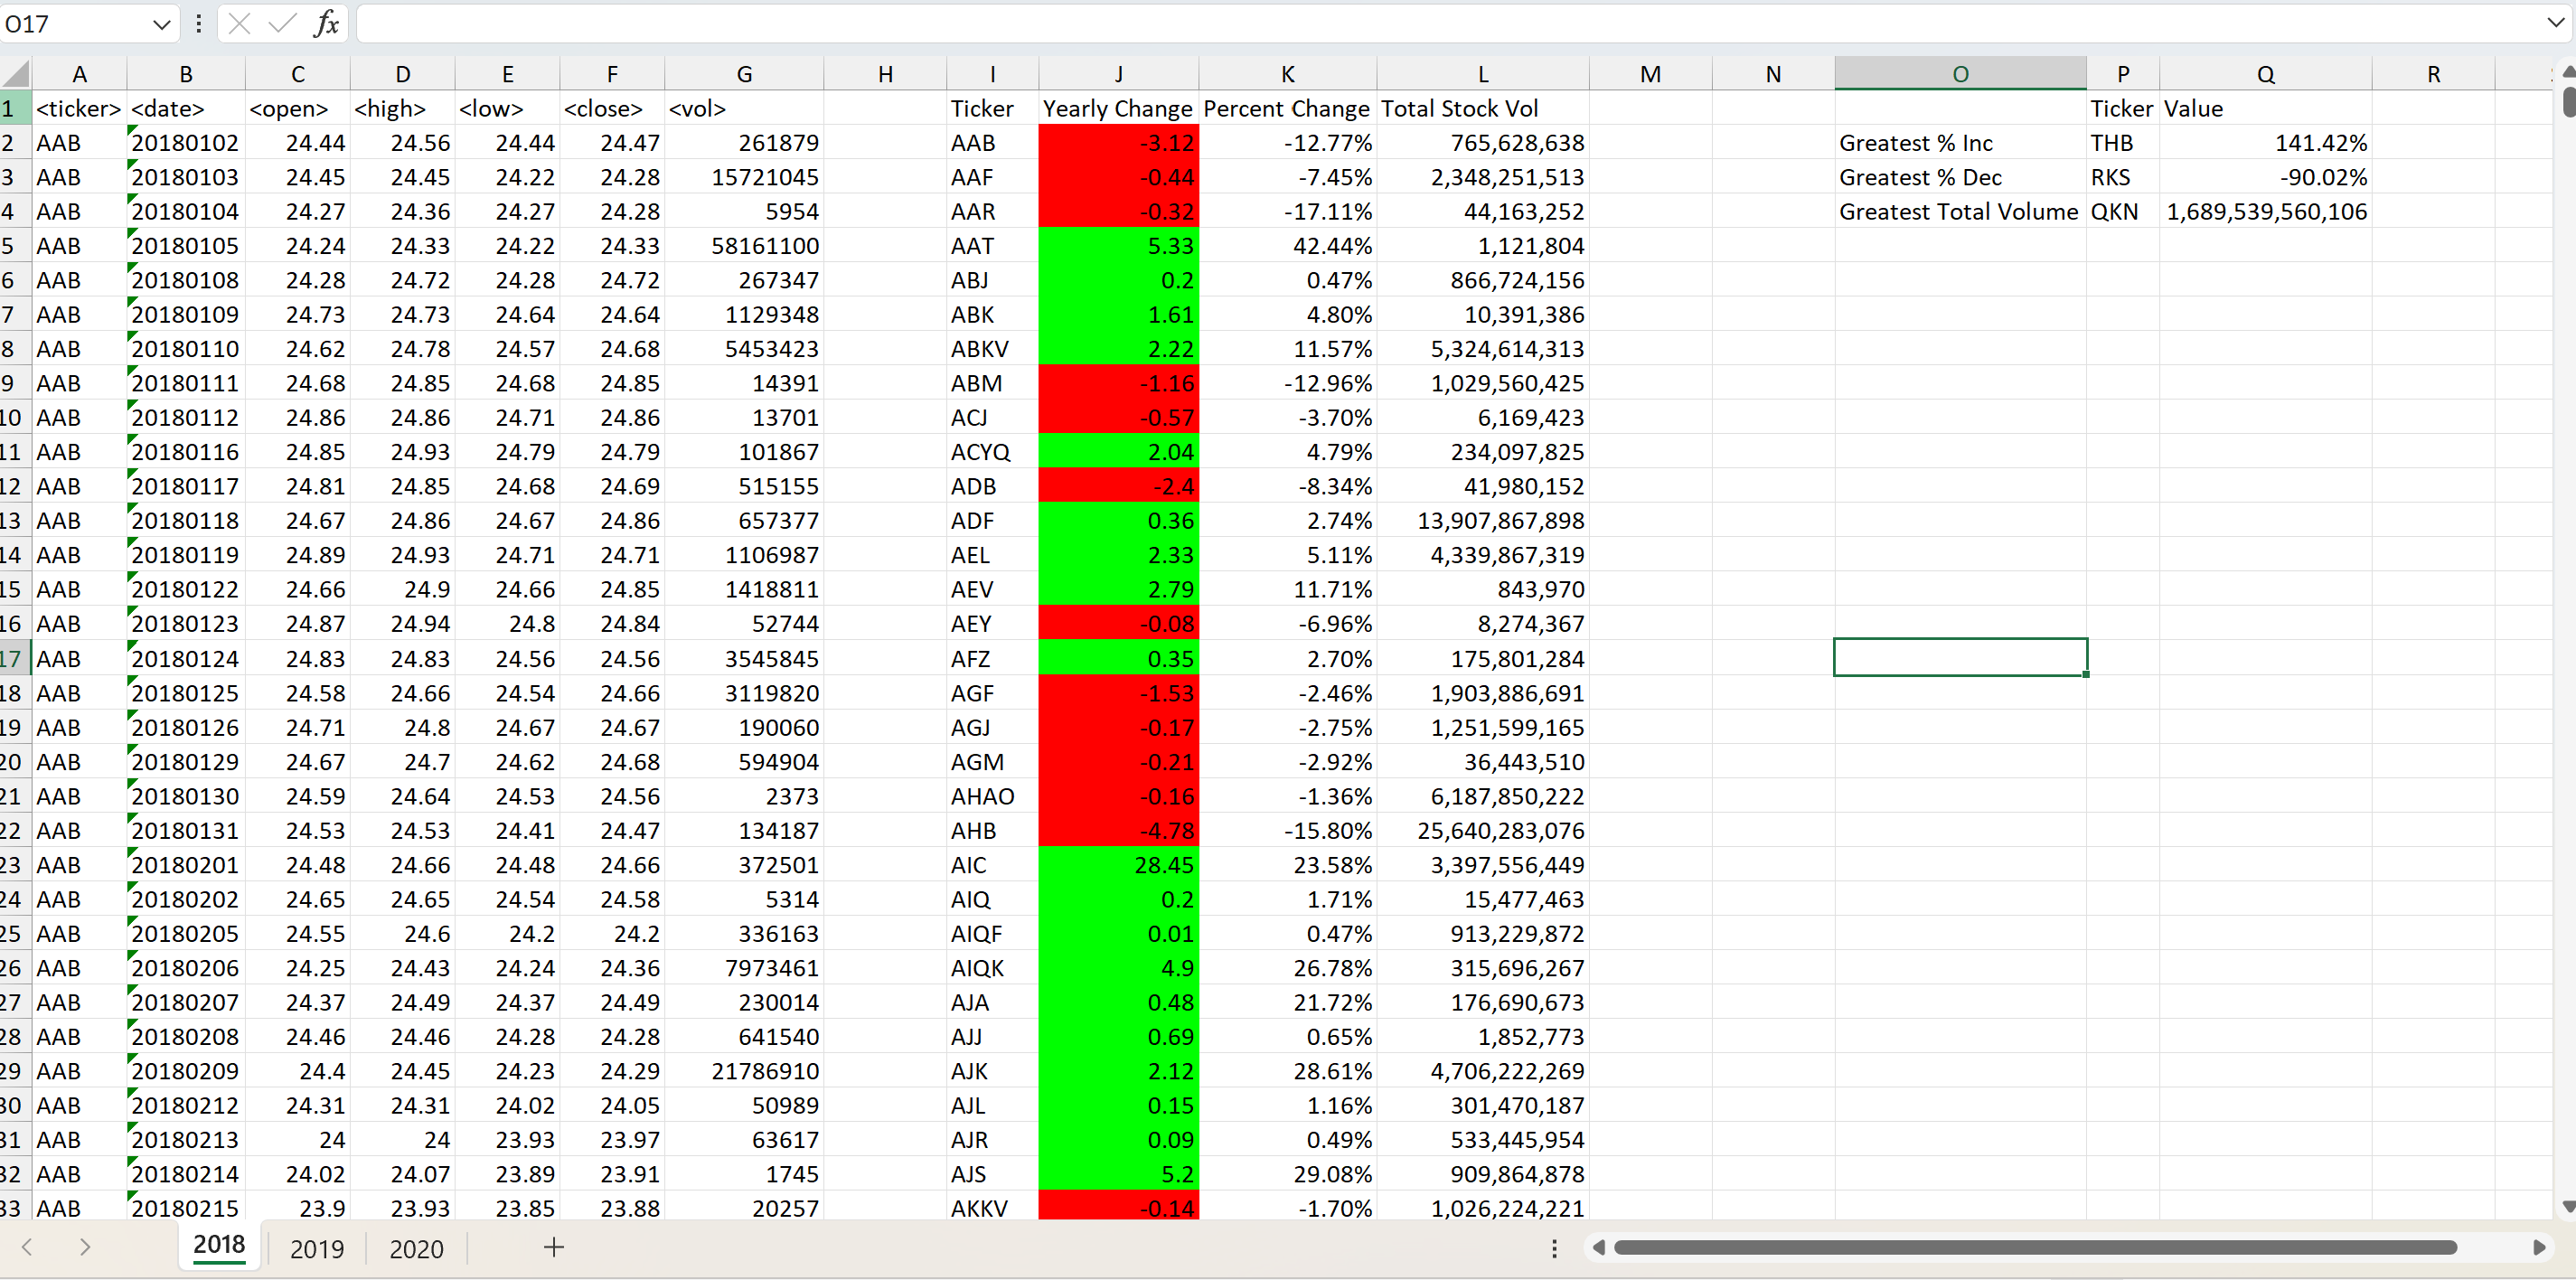 O17 fx
A B C D E F G H I J K L M N O P Q R
1 <ticker> <date> <open> <high> <low> <close> <vol> Ticker Yearly Change Percent Change Total Stock Vol Ticker Value
2 AAB 20180102 24.44 24.56 24.44 24.47 261879 AAB -3.12 -12.77% 765,628,638 Greatest % Inc THB 141.42%
3 AAB 20180103 24.45 24.45 24.22 24.28 15721045 AAF -0.44 -7.45% 2,348,251,513 Greatest % Dec RKS -90.02%
4 AAB 20180104 24.27 24.36 24.27 24.28 5954 AAR -0.32 -17.11% 44,163,252 Greatest Total Volume QKN 1,689,539,560,106
5 AAB 20180105 24.24 24.33 24.22 24.33 58161100 AAT 5.33 42.44% 1,121,804
6 AAB 20180108 24.28 24.72 24.28 24.72 267347 ABJ 0.2 0.47% 866,724,156
7 AAB 20180109 24.73 24.73 24.64 24.64 1129348 ABK 1.61 4.80% 10,391,386
8 AAB 20180110 24.62 24.78 24.57 24.68 5453423 ABKV 2.22 11.57% 5,324,614,313
9 AAB 20180111 24.68 24.85 24.68 24.85 14391 ABM -1.16 -12.96% 1,029,560,425
10 AAB 20180112 24.86 24.86 24.71 24.86 13701 ACJ -0.57 -3.70% 6,169,423
11 AAB 20180116 24.85 24.93 24.79 24.79 101867 ACYQ 2.04 4.79% 234,097,825
12 AAB 20180117 24.81 24.85 24.68 24.69 515155 ADB -2.4 -8.34% 41,980,152
13 AAB 20180118 24.67 24.86 24.67 24.86 657377 ADF 0.36 2.74% 13,907,867,898
14 AAB 20180119 24.89 24.93 24.71 24.71 1106987 AEL 2.33 5.11% 4,339,867,319
15 AAB 20180122 24.66 24.9 24.66 24.85 1418811 AEV 2.79 11.71% 843,970
16 AAB 20180123 24.87 24.94 24.8 24.84 52744 AEY -0.08 -6.96% 8,274,367
17 AAB 20180124 24.83 24.83 24.56 24.56 3545845 AFZ 0.35 2.70% 175,801,284
18 AAB 20180125 24.58 24.66 24.54 24.66 3119820 AGF -1.53 -2.46% 1,903,886,691
19 AAB 20180126 24.71 24.8 24.67 24.67 190060 AGJ -0.17 -2.75% 1,251,599,165
20 AAB 20180129 24.67 24.7 24.62 24.68 594904 AGM -0.21 -2.92% 36,443,510
21 AAB 20180130 24.59 24.64 24.53 24.56 2373 AHAO -0.16 -1.36% 6,187,850,222
22 AAB 20180131 24.53 24.53 24.41 24.47 134187 AHB -4.78 -15.80% 25,640,283,076
23 AAB 20180201 24.48 24.66 24.48 24.66 372501 AIC 28.45 23.58% 3,397,556,449
24 AAB 20180202 24.65 24.65 24.54 24.58 5314 AIQ 0.2 1.71% 15,477,463
25 AAB 20180205 24.55 24.6 24.2 24.2 336163 AIQF 0.01 0.47% 913,229,872
26 AAB 20180206 24.25 24.43 24.24 24.36 7973461 AIQK 4.9 26.78% 315,696,267
27 AAB 20180207 24.37 24.49 24.37 24.49 230014 AJA 0.48 21.72% 176,690,673
28 AAB 20180208 24.46 24.46 24.28 24.28 641540 AJJ 0.69 0.65% 1,852,773
29 AAB 20180209 24.4 24.45 24.23 24.29 21786910 AJK 2.12 28.61% 4,706,222,269
30 AAB 20180212 24.31 24.31 24.02 24.05 50989 AJL 0.15 1.16% 301,470,187
31 AAB 20180213 24 24 23.93 23.97 63617 AJR 0.09 0.49% 533,445,954
32 AAB 20180214 24.02 24.07 23.89 23.91 1745 AJS 5.2 29.08% 909,864,878
33 AAB 20180215 23.9 23.93 23.85 23.88 20257 AKKV -0.14 -1.70% 1,026,224,221
2018 2019 2020